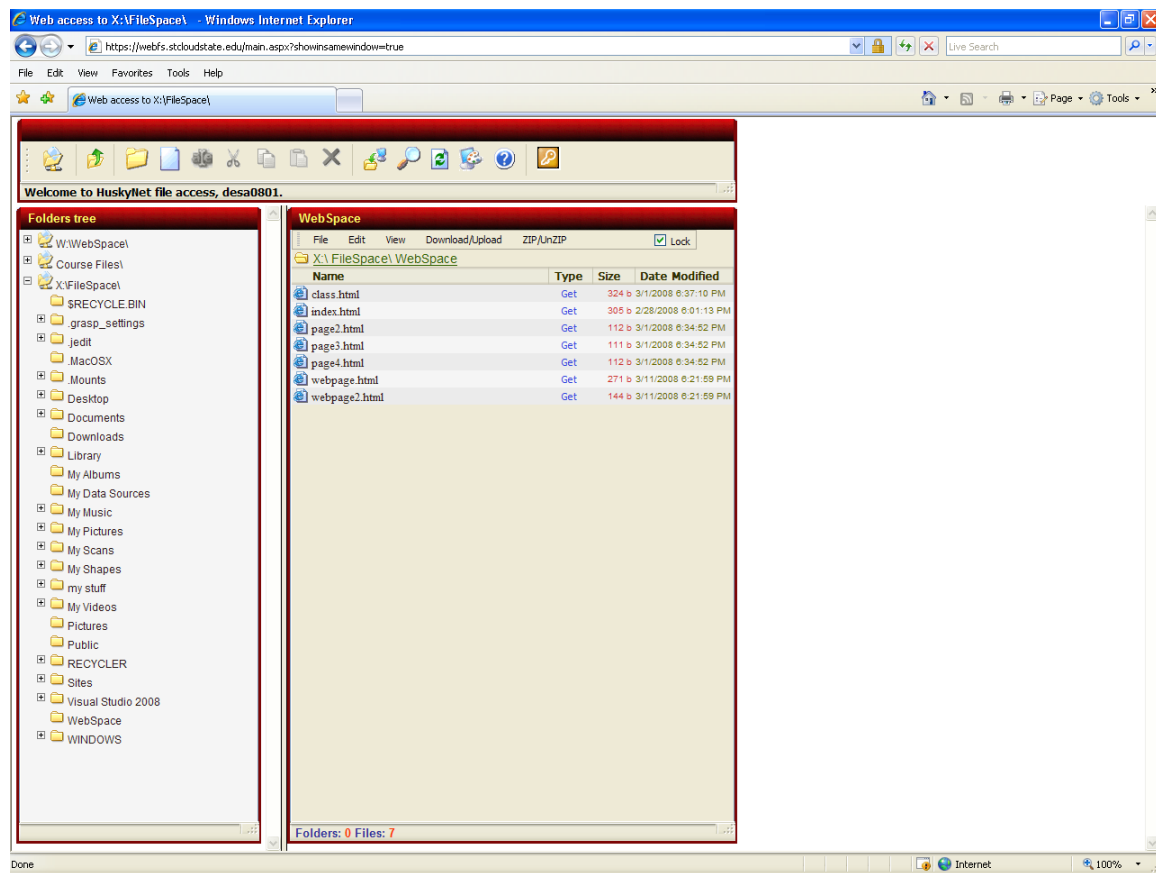 Web access to X:\FileSpace\ - Windows Internet Explorer
https://webfs.stcloudstate.edu/main.aspx?showinsamewindow=true
Live Search
File Edit View Favorites Tools Help
Web access to X:\FileSpace\
Page Tools »
Welcome to HuskyNet file access, desa0801.
Folders tree
W:\WebSpace\
Course Files\
X:\FileSpace\
$RECYCLE.BIN
.grasp_settings
.jedit
.MacOSX
.Mounts
Desktop
Documents
Downloads
Library
My Albums
My Data Sources
My Music
My Pictures
My Scans
My Shapes
my stuff
My Videos
Pictures
Public
RECYCLER
Sites
Visual Studio 2008
WebSpace
WINDOWS
WebSpace
File Edit View Download/Upload ZIP/UnZIP Lock
X:\ FileSpace\ WebSpace
Name Type Size Date Modified
class.html Get 324 b 3/1/2008 6:37:10 PM
index.html Get 305 b 2/28/2008 6:01:13 PM
page2.html Get 112 b 3/1/2008 6:34:52 PM
page3.html Get 111 b 3/1/2008 6:34:52 PM
page4.html Get 112 b 3/1/2008 6:34:52 PM
webpage.html Get 271 b 3/11/2008 6:21:59 PM
webpage2.html Get 144 b 3/11/2008 6:21:59 PM
Folders: 0 Files: 7
Done
Internet
100%